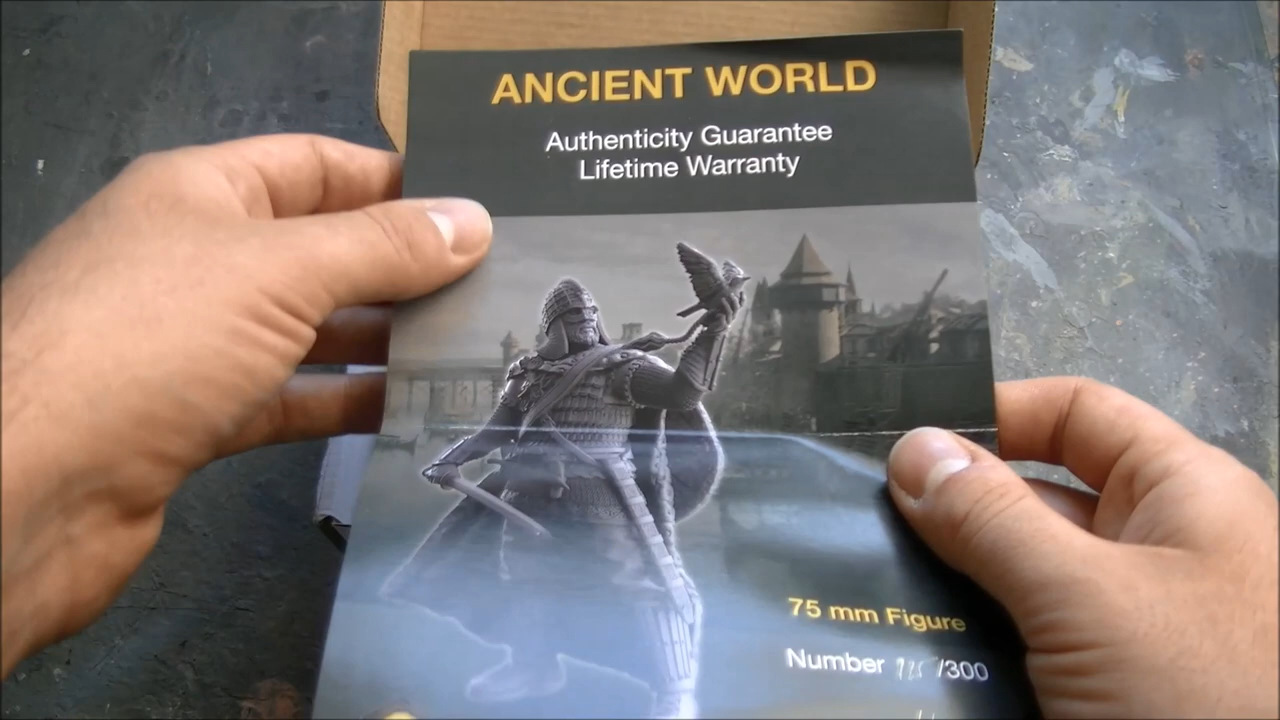 ANCIENT WORLD
Authenticity Guarantee
Lifetime Warranty
75 mm Figure
Number /300